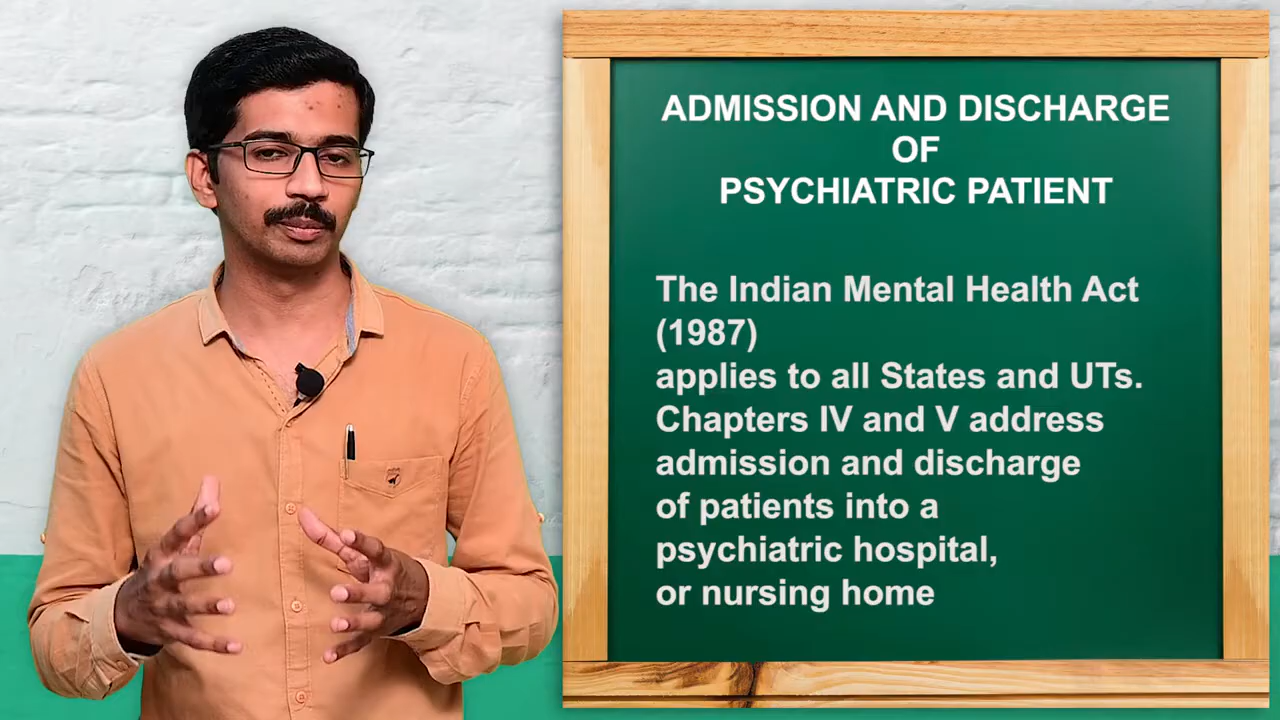 ADMISSION AND DISCHARGE
OF
PSYCHIATRIC PATIENT
The Indian Mental Health Act
(1987)
applies to all States and UTs.
Chapters IV and V address
admission and discharge
of patients into a
psychiatric hospital,
or nursing home